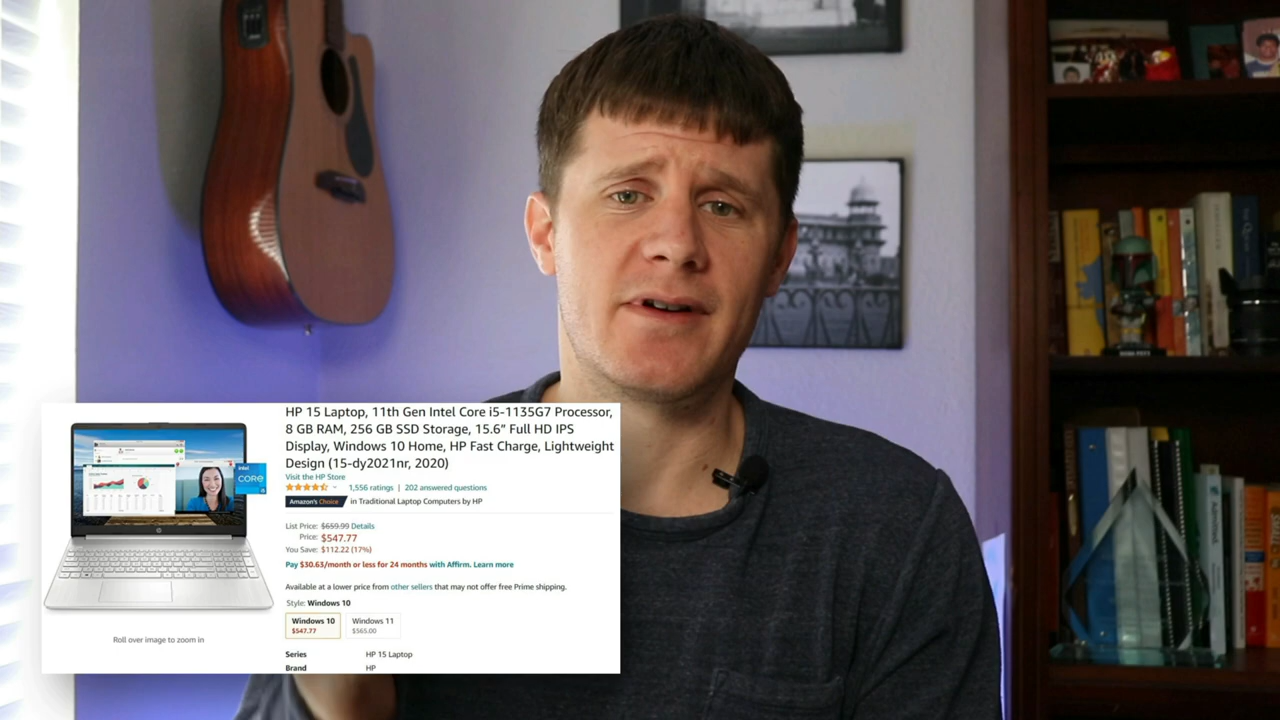 HP 15 Laptop, 11th Gen Intel Core i5-1135G7 Processor,
8 GB RAM, 256 GB SSD Storage, 15.6” Full HD IPS
Display, Windows 10 Home, HP Fast Charge, Lightweight
Design (15-dy2021nr, 2020)
Visit the HP Store
1,556 ratings | 202 answered questions
Amazon's Choice in Traditional Laptop Computers by HP
List Price: $659.99 Details
Price: $547.77
You Save: $112.22 (17%)
Pay $30.63/month or less for 24 months with Affirm. Learn more
Available at a lower price from other sellers that may not offer free Prime shipping.
Style: Windows 10
Windows 10 Windows 11
$547.77 $565.00
Series HP 15 Laptop
Brand HP
intel
CORE
Roll over image to zoom in